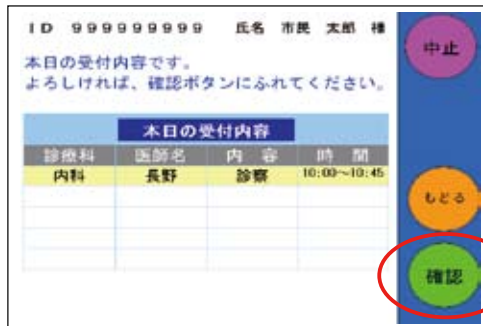 ID 999999999 氏名 市民 太郎 様
中止
本日の受付内容です。
よろしければ、確認ボタンにふれてください。
本日の受付内容
診療科 医師名 内 容 時 間
内科 長野 診察 10:00~10:45
もどる
確認